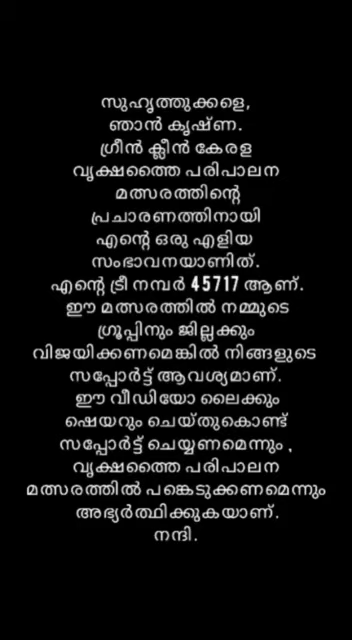 സുഹൃത്തുക്കളെ,
ഞാൻ കൃഷ്ണ.
ഗ്രീൻ ക്ലീൻ കേരള
വൃക്ഷത്തൈ പരിപാലന
മത്സരത്തിന്റെ
പ്രചാരണത്തിനായി
എന്റെ ഒരു എളിയ
സംഭാവനയാണിത്.
എന്റെ ട്രീ നമ്പർ 45717 ആണ്.
ഈ മത്സരത്തിൽ നമ്മുടെ
ഗ്രൂപ്പിനും ജില്ലക്കും
വിജയിക്കണമെങ്കിൽ നിങ്ങളുടെ
സപ്പോർട്ട് ആവശ്യമാണ്.
ഈ വീഡിയോ ലൈക്കും
ഷെയറും ചെയ്തുകൊണ്ട്
സപ്പോർട്ട് ചെയ്യണമെന്നും ,
വൃക്ഷത്തൈ പരിപാലന
മത്സരത്തിൽ പങ്കെടുക്കണമെന്നും
അഭ്യർത്ഥിക്കുകയാണ്.
നന്ദി.